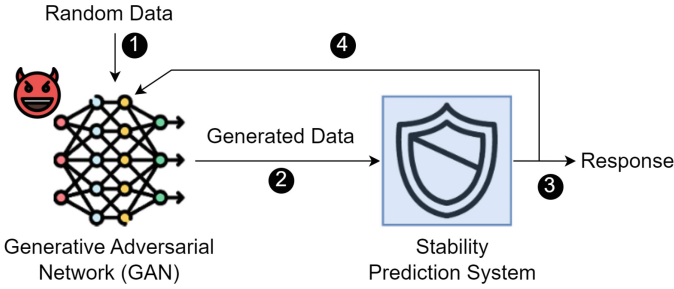 Random Data
1
4
Generated Data
2
Response
3
Generative Adversarial
Network (GAN)
Stability
Prediction System